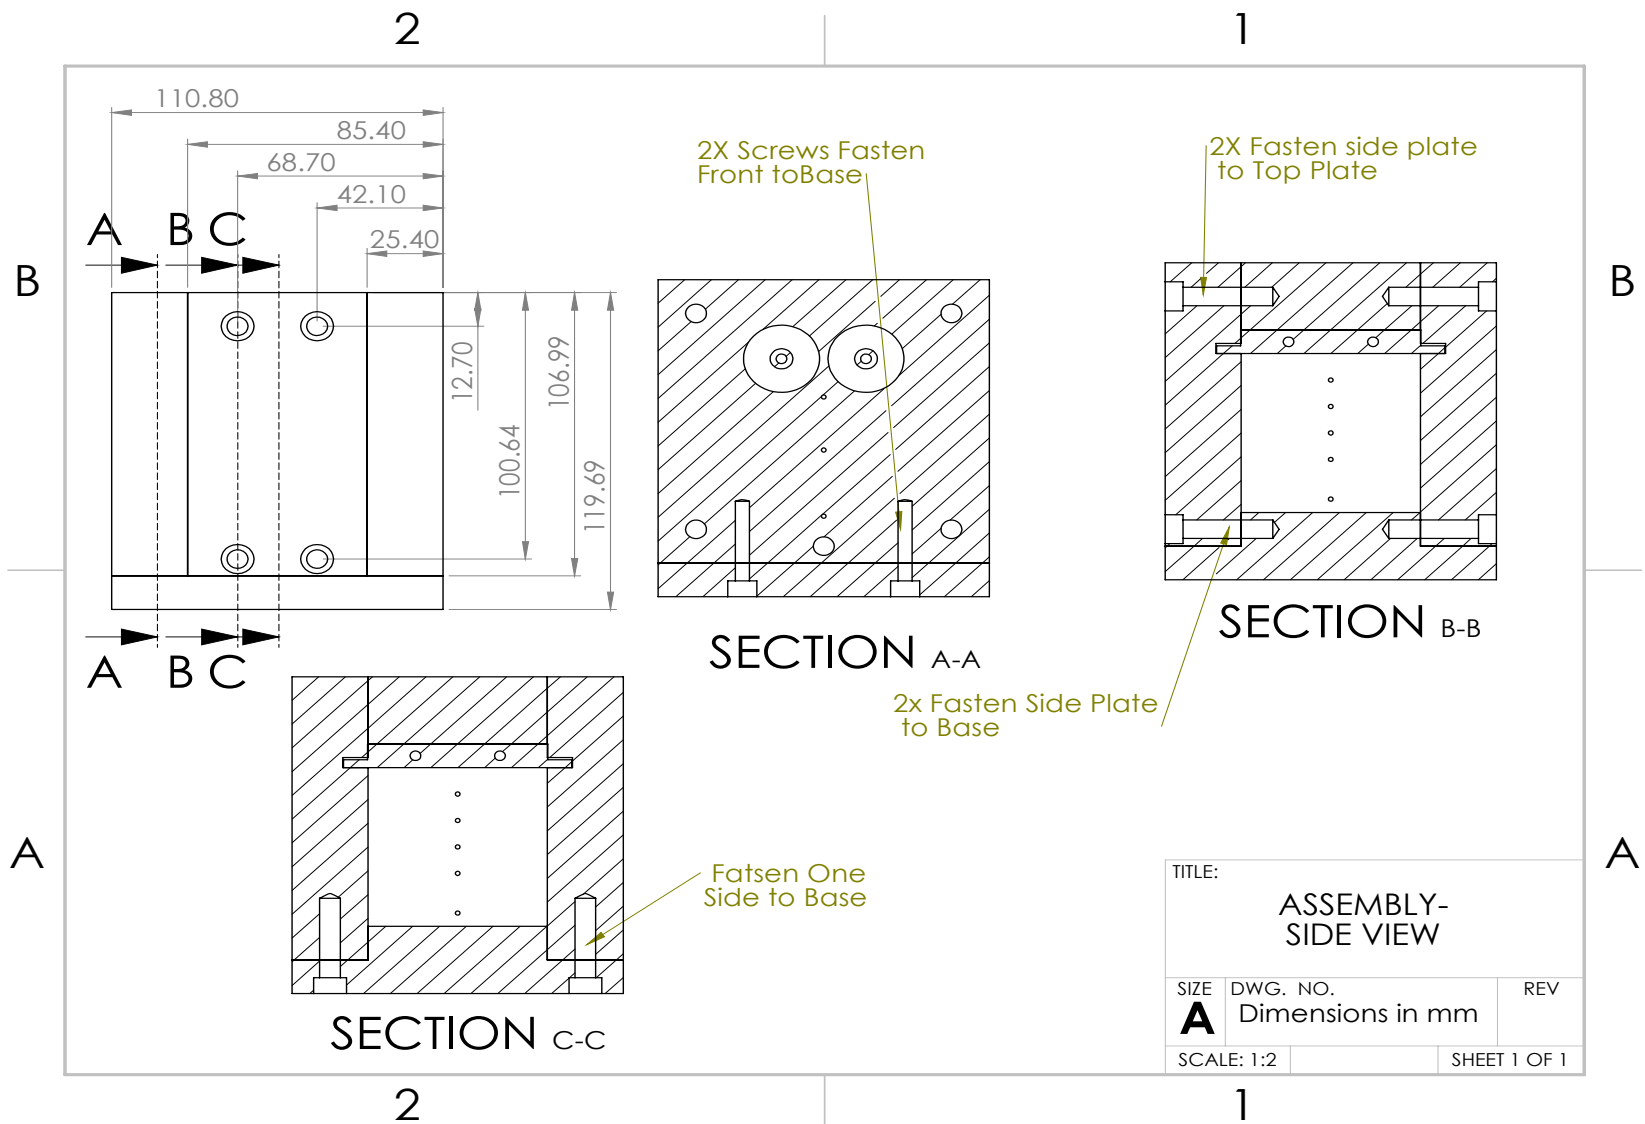 2
1
110.80
85.40
68.70
42.10
25.40
A B C
B
12.70
100.64
106.99
119.69
A B C
2X Screws Fasten
Front toBase
SECTION A-A
2X Fasten side plate
to Top Plate
B
SECTION B-B
2x Fasten Side Plate
to Base
A
SECTION C-C
Fatsen One
Side to Base
A
TITLE:
ASSEMBLY-
SIDE VIEW
SIZE
A
DWG. NO.
Dimensions in mm
REV
SCALE: 1:2
SHEET 1 OF 1
2
1